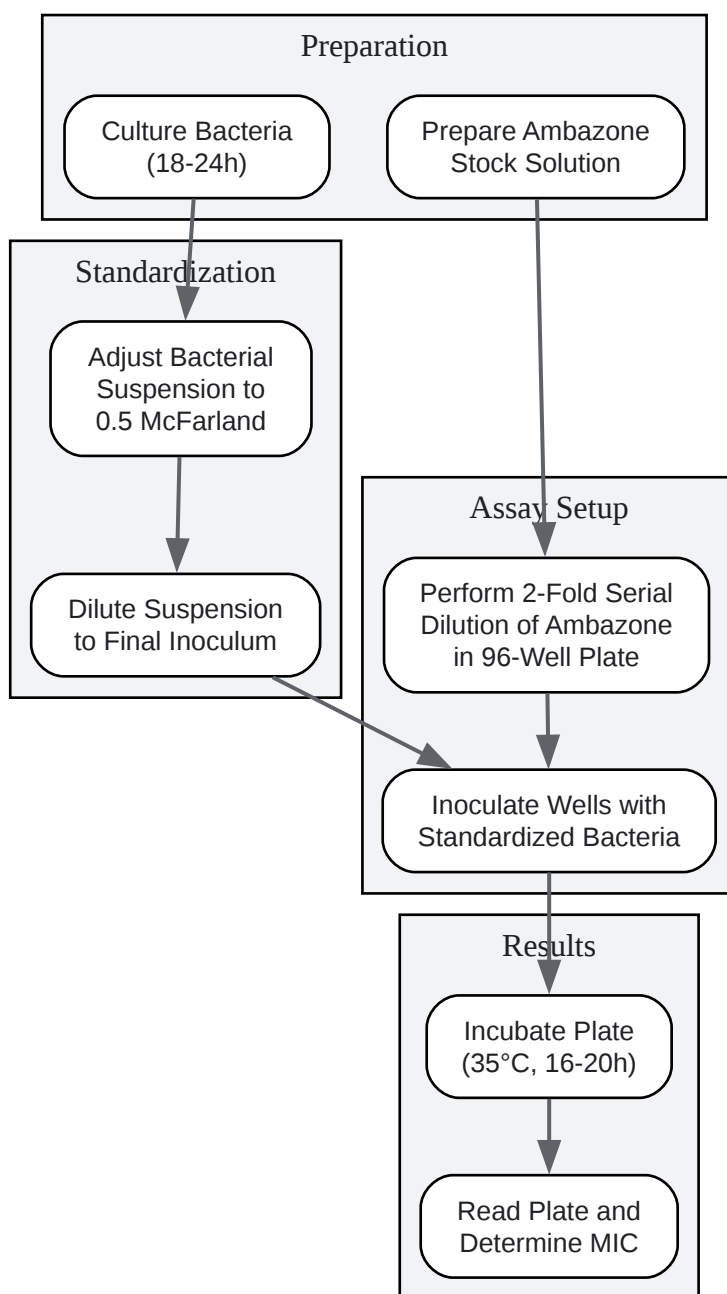 Preparation
Culture Bacteria
(18-24h)
Prepare Ambazone
Stock Solution
Standardization
Adjust Bacterial
Suspension to
0.5 McFarland
Dilute Suspension
to Final Inoculum
Assay Setup
Perform 2-Fold Serial
Dilution of Ambazone
in 96-Well Plate
Inoculate Wells with
Standardized Bacteria
Results
Incubate Plate
(35°C, 16-20h)
Read Plate and
Determine MIC